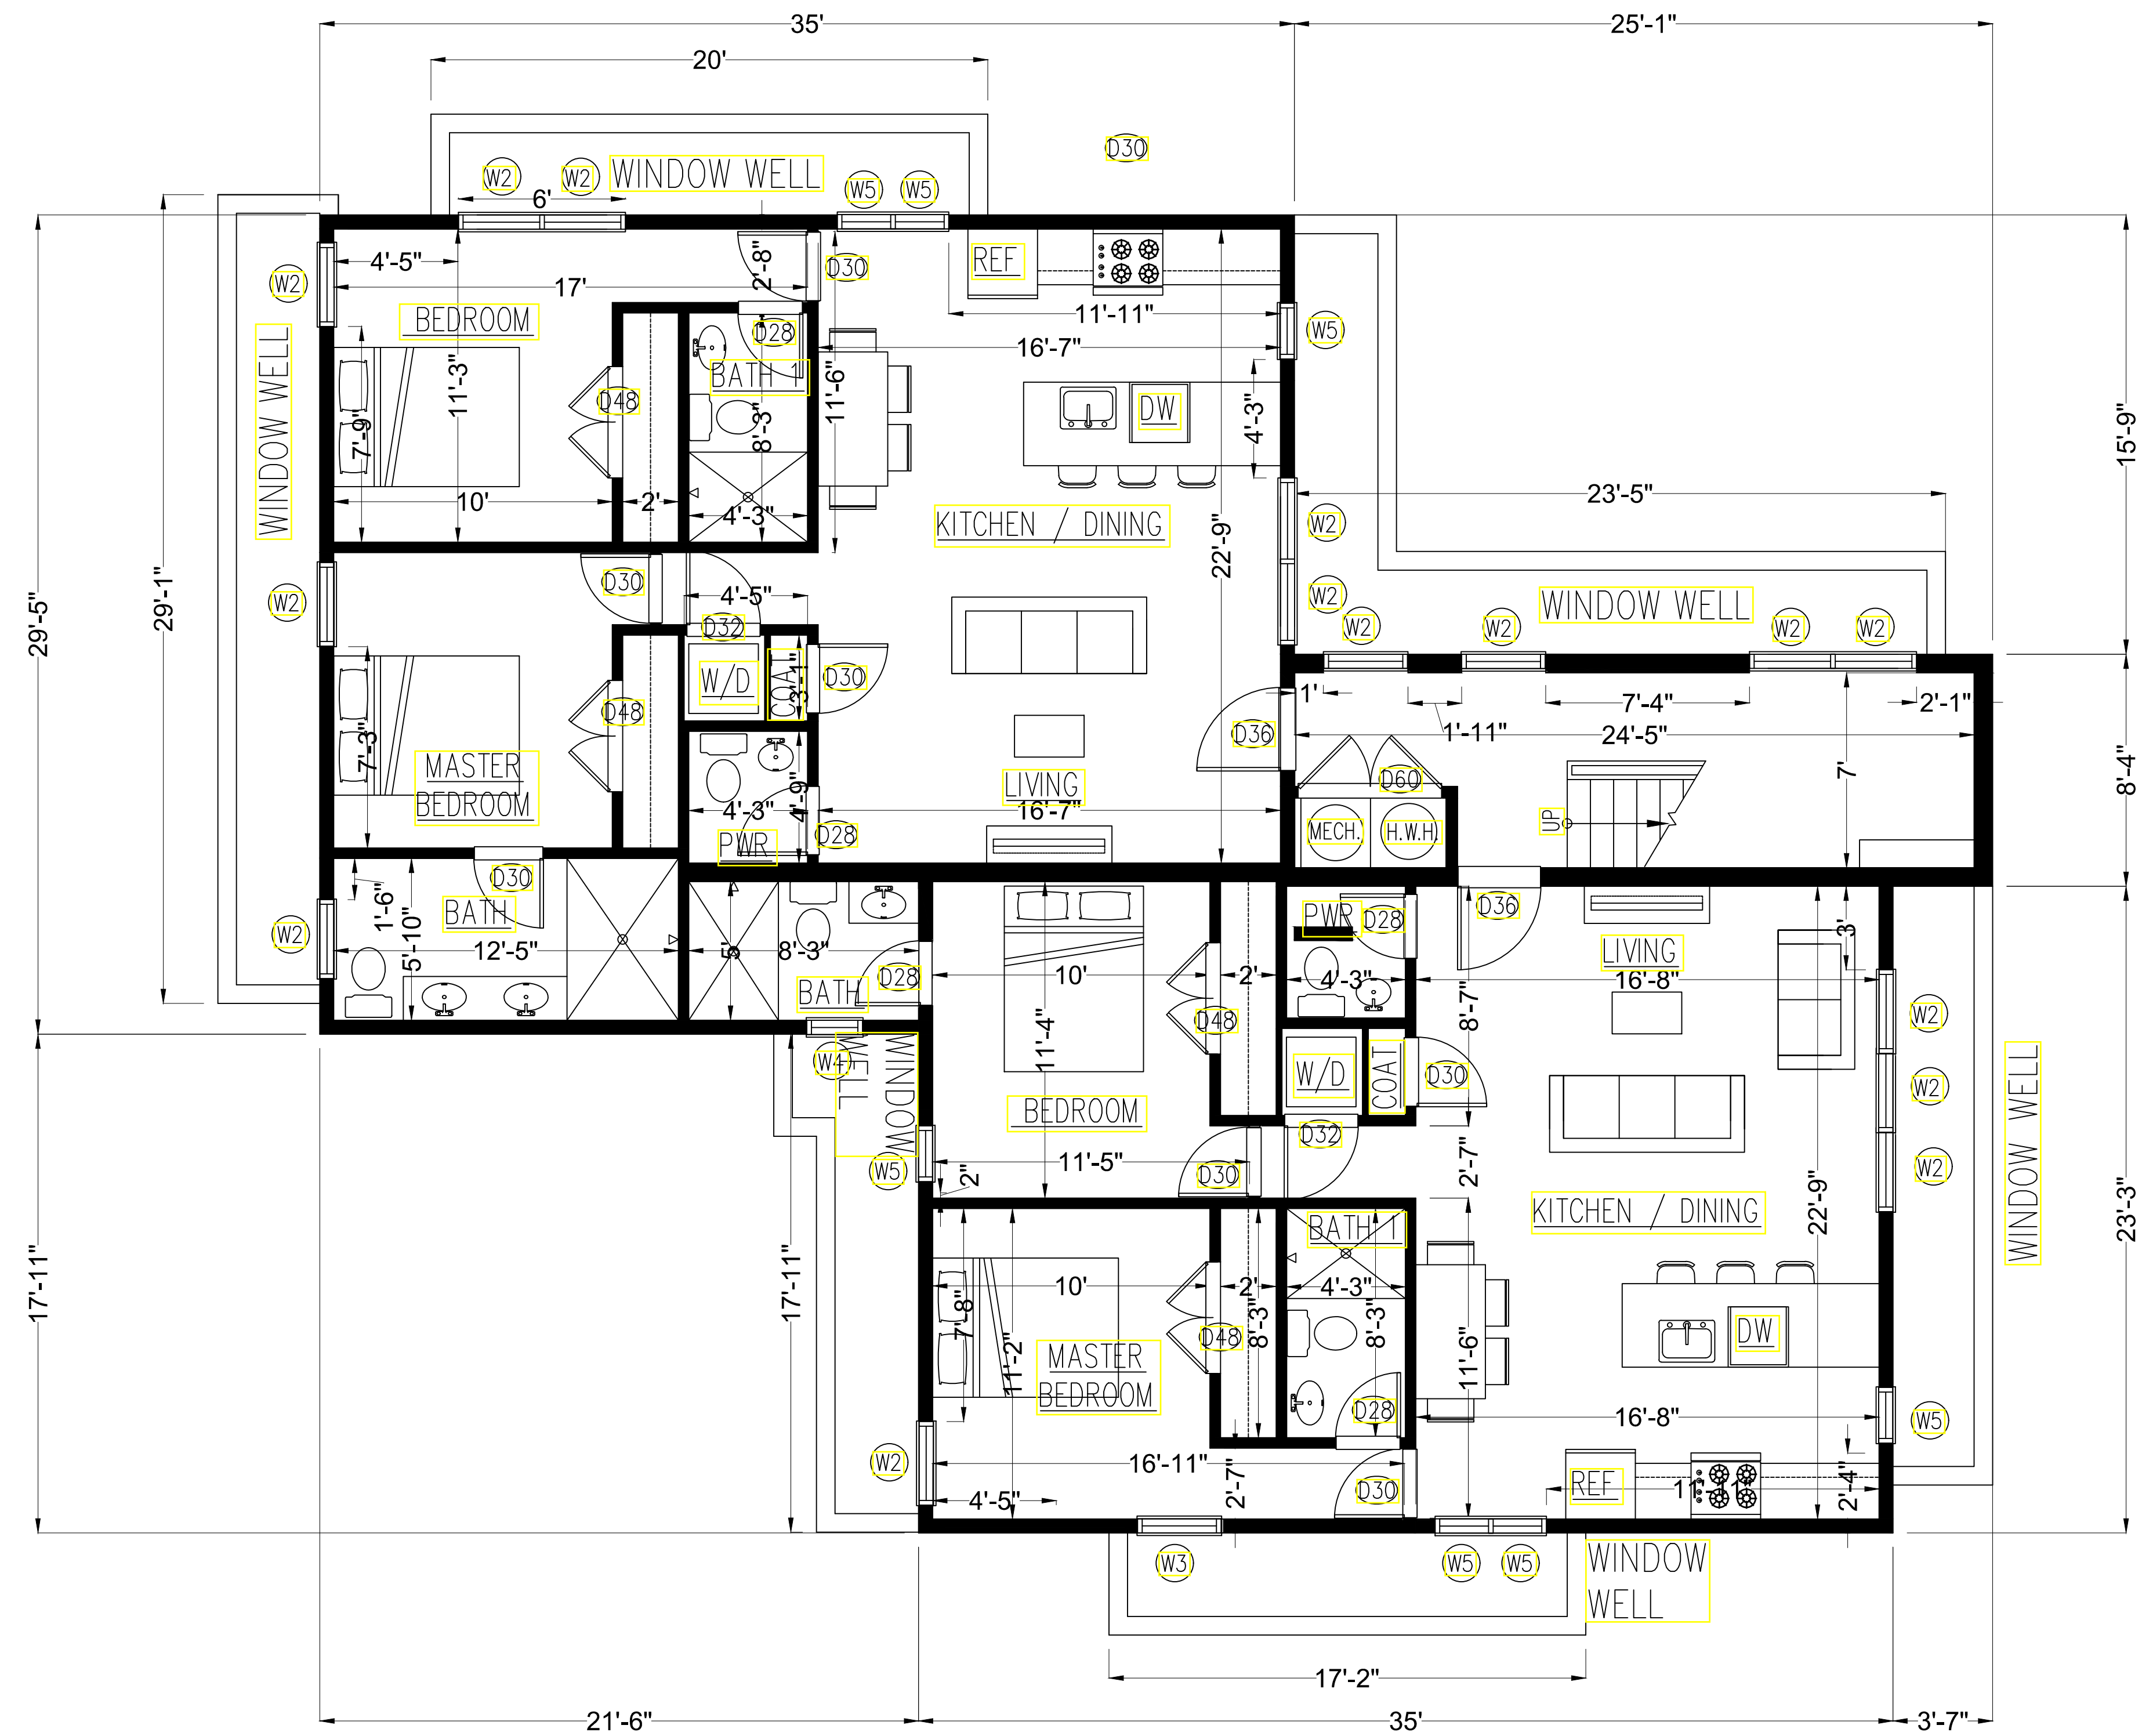 35'
25'-1"
20'
D30
W2
W2
WINDOW WELL
W5
W5
6'
4'-5"
2'-8"
D30
REF
W2
17'
BEDROOM
11'-11"
W5
D28
16'-7"
WINDOW WELL
11'-3"
BATH 1
11'-6"
D48
7'-9"
8'-3"
4'-3"
DW
15'-9"
10'
2'
4'-3"
KITCHEN / DINING
23'-5"
W2
22'-9"
29'-5"
29'-1"
D30
W2
4'-5"
W2
WINDOW WELL
D32
W2
W2
W2
W2
W/D
COAT
3'-1"
D30
1'
7'-4"
2'-1"
D48
D36
1'-11"
24'-5"
7'-3"
MASTER
BEDROOM
LIVING
D60
7'
8'-4"
4'-3"
4'-9"
16'-7"
PWR
D28
MECH.
H.W.H.
UP
D30
1'-6"
BATH
5'-10"
W2
12'-5"
5'
8'-3"
D28
BATH
10'
2'
PWR
D28
D36
3'
LIVING
4'-3"
16'-8"
8'-7"
D48
W2
W4
WINDOW
WELL
11'-4"
W/D
COAT
D30
W2
WINDOW WELL
BEDROOM
D32
W5
11'-5"
D30
2"
2'-7"
W2
KITCHEN / DINING
22'-9"
23'-3"
BATH 1
17'-11"
17'-11"
10'
2'
4'-3"
7'-8"
8'-3"
8'-3"
11'-2"
MASTER
BEDROOM
D48
11'-6"
DW
D28
16'-8"
W5
W2
16'-11"
4'-5"
2'-7"
D30
REF
11'-11"
2'-4"
W3
W5
W5
WINDOW
WELL
17'-2"
21'-6"
35'
3'-7"